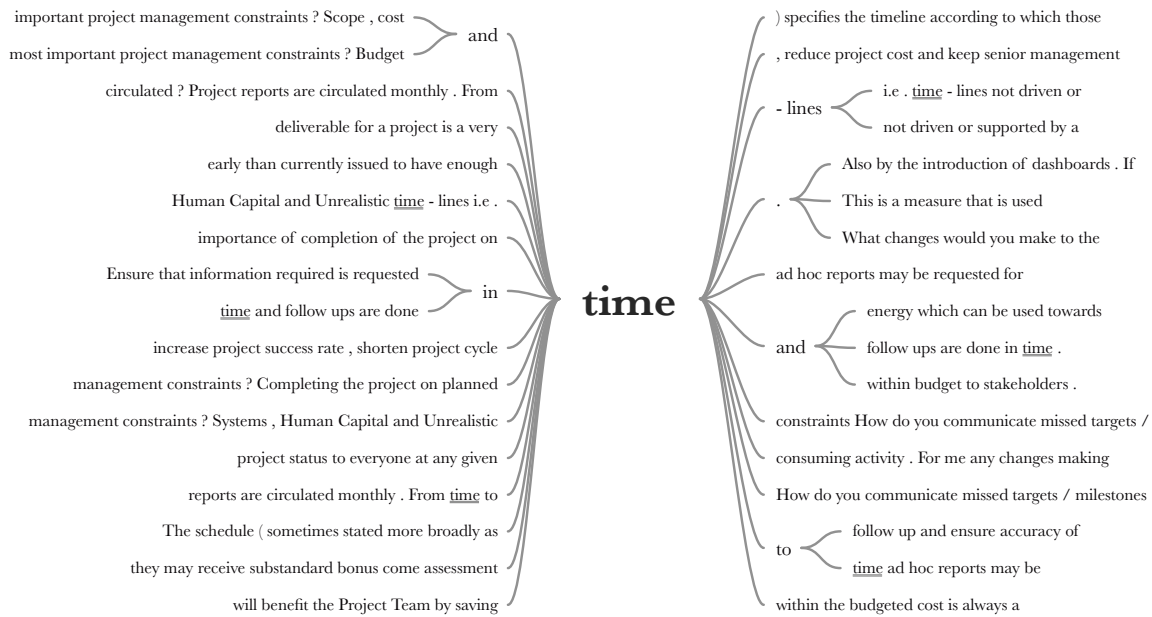 important project management constraints ? Scope , cost
most important project management constraints ? Budget
and
circulated ? Project reports are circulated monthly . From
deliverable for a project is a very
early than currently issued to have enough
Human Capital and Unrealistic time - lines i.e .
importance of completion of the project on
Ensure that information required is requested
time and follow ups are done
in
increase project success rate , shorten project cycle
management constraints ? Completing the project on planned
management constraints ? Systems , Human Capital and Unrealistic
project status to everyone at any given
reports are circulated monthly . From time to
The schedule ( sometimes stated more broadly as
they may receive substandard bonus come assessment
will benefit the Project Team by saving
time
) specifies the timeline according to which those
, reduce project cost and keep senior management
- lines
i.e . time - lines not driven or
not driven or supported by a
.
Also by the introduction of dashboards . If
This is a measure that is used
What changes would you make to the
ad hoc reports may be requested for
and
energy which can be used towards
follow ups are done in time .
within budget to stakeholders .
constraints How do you communicate missed targets /
consuming activity . For me any changes making
How do you communicate missed targets / milestones
to
follow up and ensure accuracy of
time ad hoc reports may be
within the budgeted cost is always a